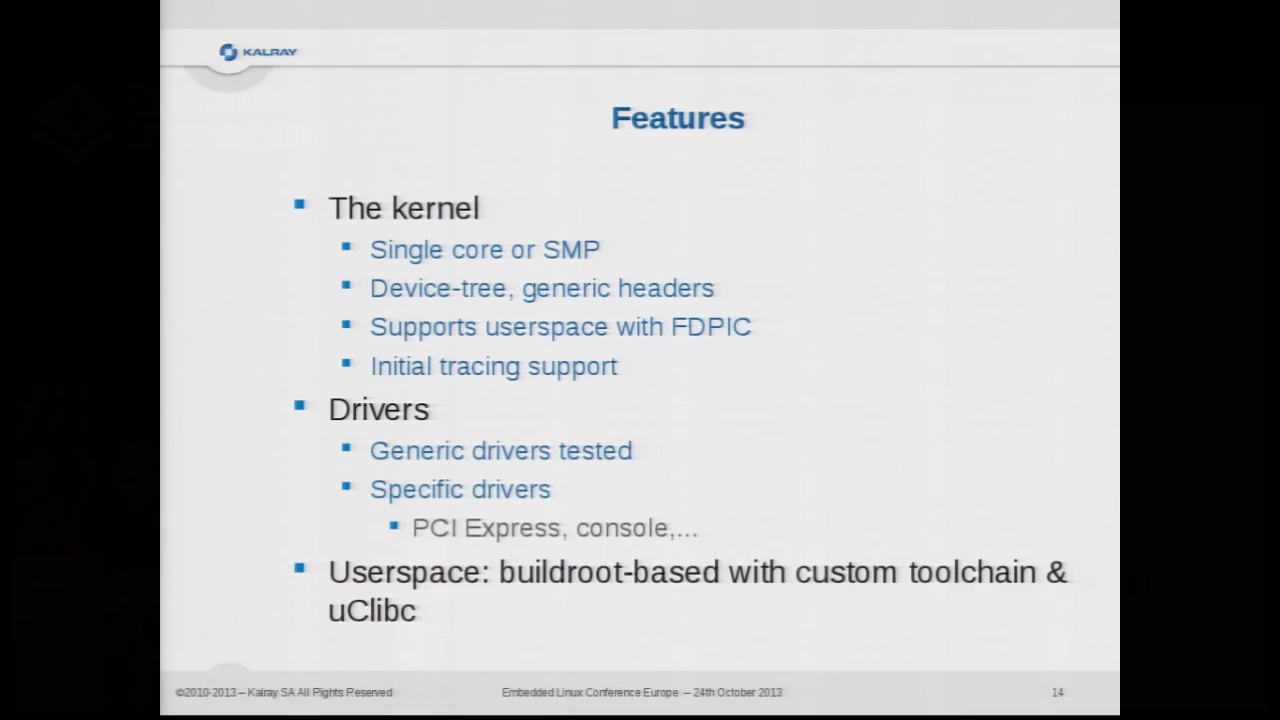 KALRAY
Features
The kernel
Single core or SMP
Device-tree, generic headers
Supports userspace with FDPIC
Initial tracing support
Drivers
Generic drivers tested
Specific drivers
PCI Express, console,...
Userspace: buildroot-based with custom toolchain &
uClibc
©2010-2013 – Kalray SA All Rights Reserved
Embedded Linux Conference Europe – 24th October 2013
14